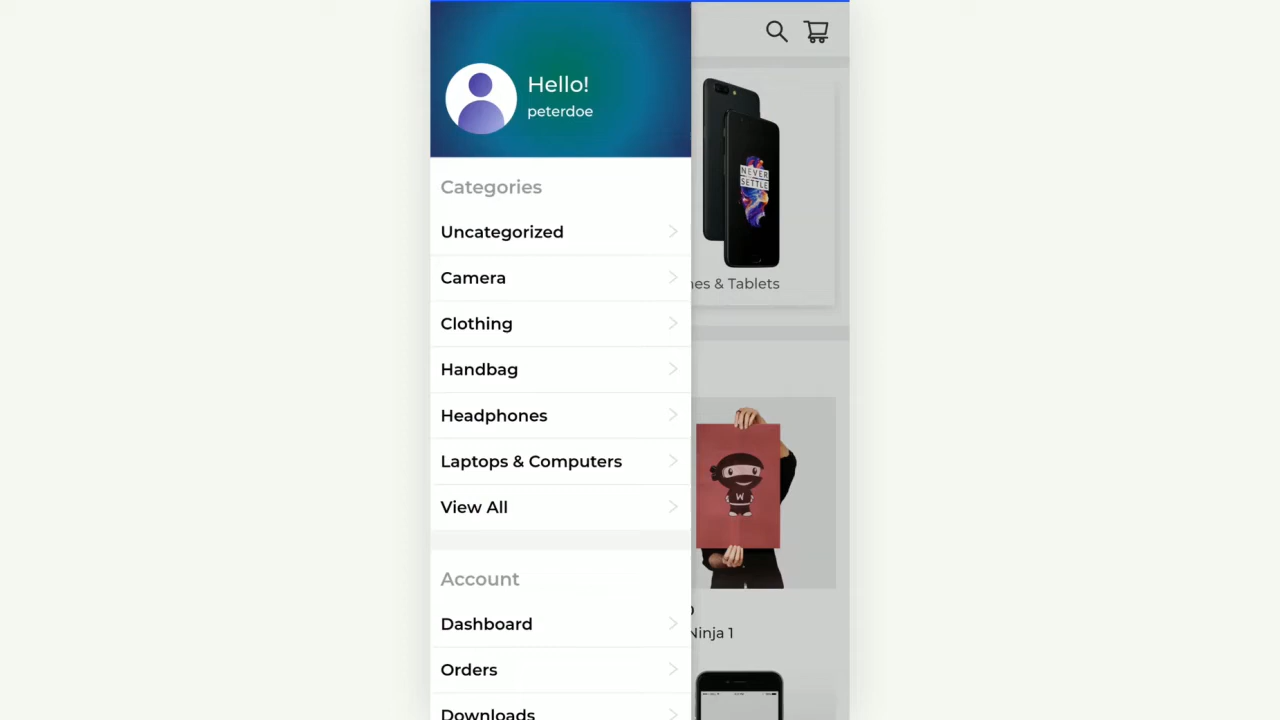 Hello!
peterdoe
Categories
Uncategorized
Camera
Clothing
Handbag
Headphones
Laptops & Computers
View All
Account
Dashboard
Orders
Downloads
NEVER
SETTLE
& Tablets
W
Ninja 1